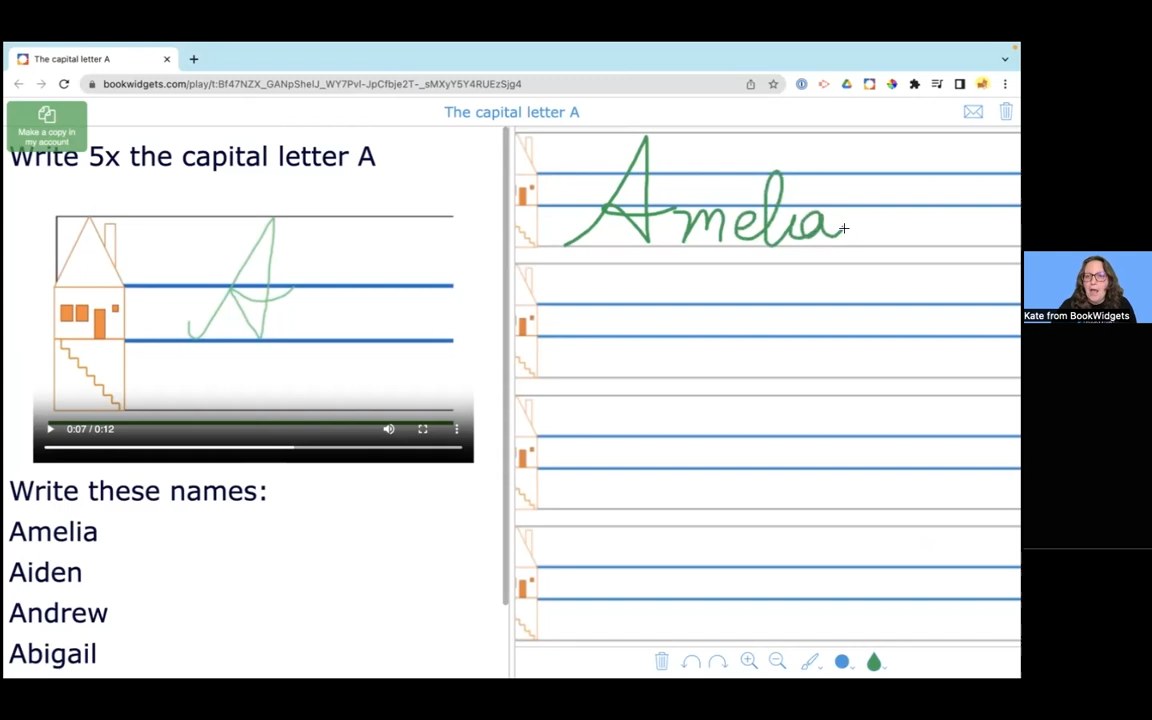 The capital letter A
bookwidgets.com/play/t:Bf47NZX_GANpShelJ_WY7PvI-JpCfbje2T-_sMXyY5Y4RUEzSjg4
Make a copy in
my account
The capital letter A
Write 5x the capital letter A
A
0:07 / 0:12
Write these names:
Amelia
Aiden
Andrew
Abigail
Amelia
Kate from BookWidgets